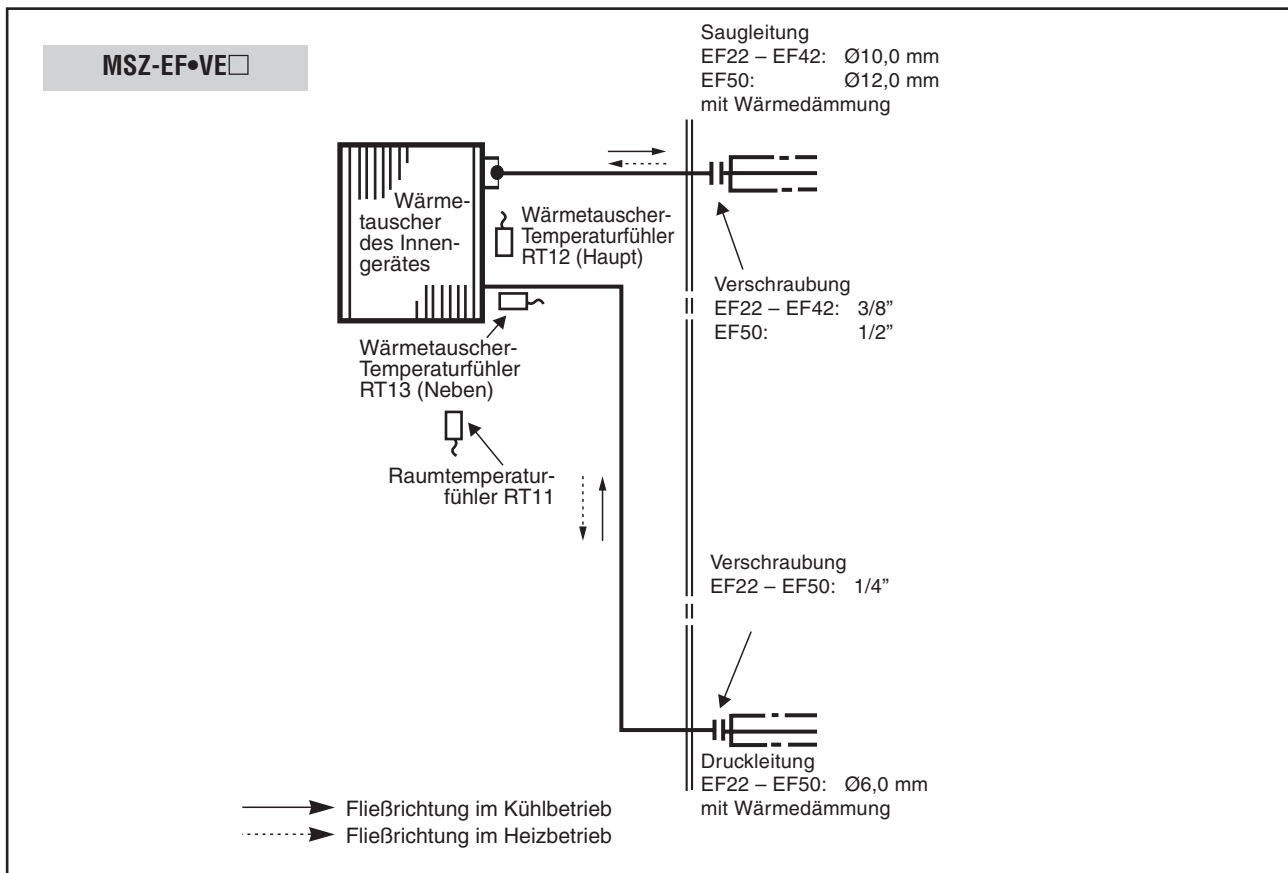 MSZ-EF•VE□
Saugleitung
EF22 – EF42: Ø10,0 mm
EF50: Ø12,0 mm
mit Wärmedämmung
Wärme-
tauscher
des Innen-
gerätes
Wärmetauscher-
Temperaturfühler
RT12 (Haupt)
Verschraubung
EF22 – EF42: 3/8”
EF50: 1/2”
Wärmetauscher-
Temperaturfühler
RT13 (Neben)
Raumtemperatur-
fühler RT11
Verschraubung
EF22 – EF50: 1/4”
Druckleitung
EF22 – EF50: Ø6,0 mm
mit Wärmedämmung
Fließrichtung im Kühlbetrieb
Fließrichtung im Heizbetrieb